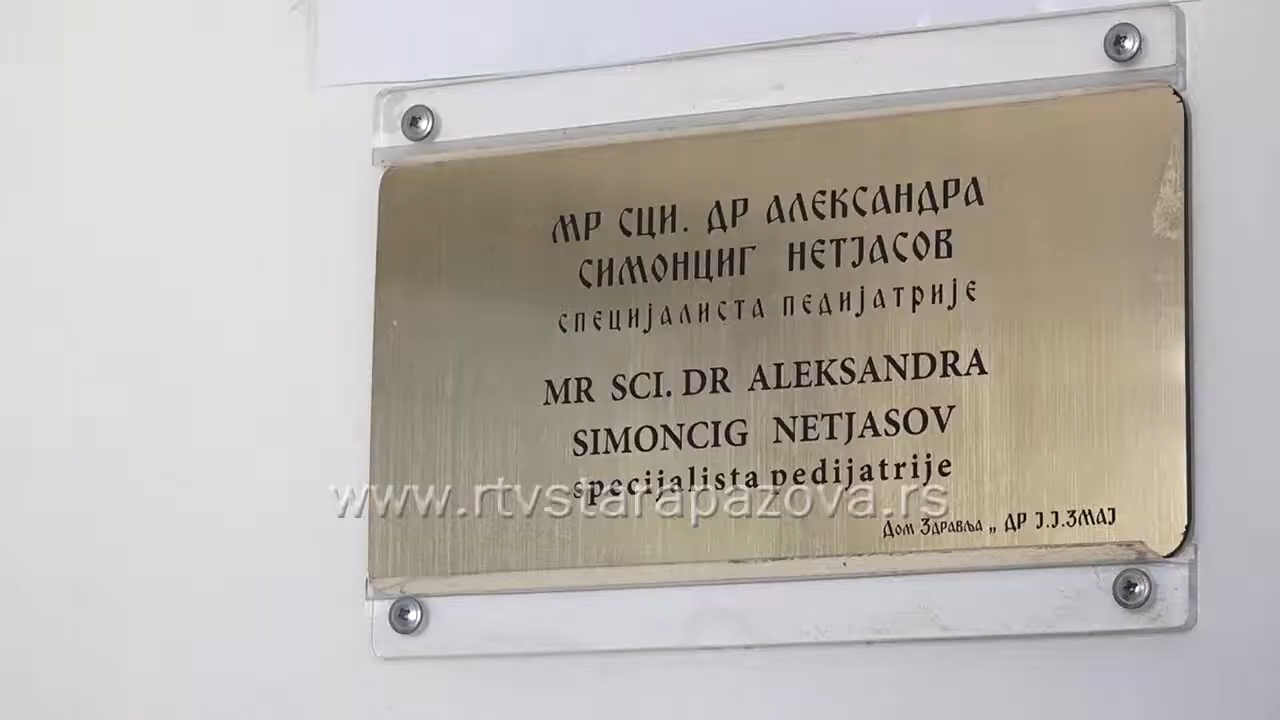 МР СЦИ. ДР АЛЕКСАНДРА
СИМОНЦИГ НЕТЈАСОВ
СПЕЦИЈАЛИСТА ПЕДИЈАТРИЈЕ
MR SCI. DR ALEKSANDRA
SIMONCIG NETJASOV
specijalista pedijatrije
www.rtvstarapazova.rs
Дом Здравља „ ДР Ј.Ј.ЗМАЈ